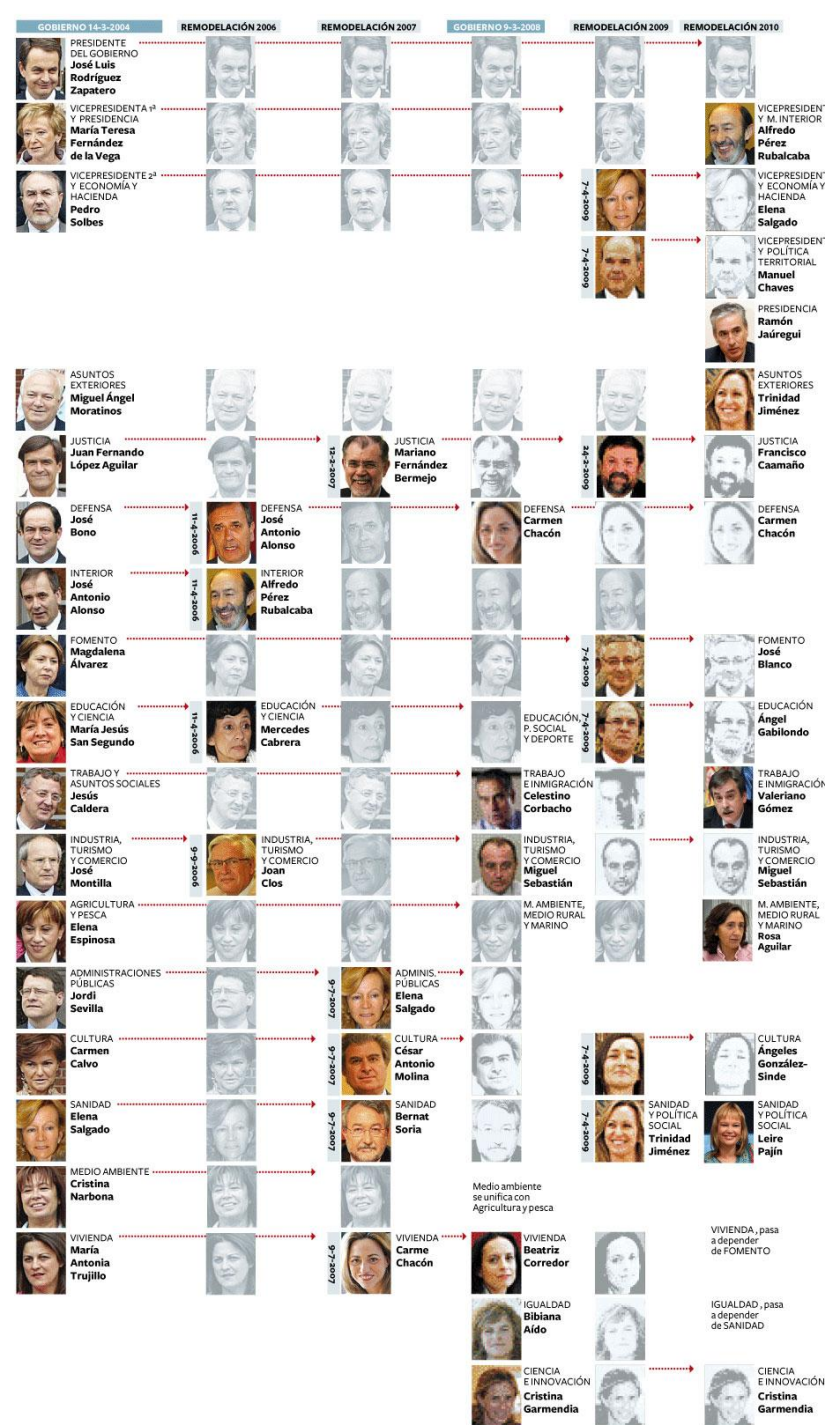 GOBIERNO 14-3-2004
REMODELACIÓN 2006
REMODELACIÓN 2007
GOBIERNO 9-3-2008
REMODELACIÓN 2009
REMODELACIÓN 2010
PRESIDENTE
DEL GOBIERNO
José Luis
Rodríguez
Zapatero
VICEPRESIDENTA 1ª
Y PRESIDENCIA
María Teresa
Fernández
de la Vega
VICEPRESIDENT
Y M. INTERIOR
Alfredo
Pérez
Rubalcaba
VICEPRESIDENTE 2ª
Y ECONOMÍA Y
HACIENDA
Pedro
Solbes
7-4-2009
VICEPRESIDENT
Y ECONOMÍA Y
HACIENDA
Elena
Salgado
7-4-2009
VICEPRESIDENT
Y POLÍTICA
TERRITORIAL
Manuel
Chaves
PRESIDENCIA
Ramón
Jaúregui
ASUNTOS
EXTERIORES
Miguel Ángel
Moratinos
ASUNTOS
EXTERIORES
Trinidad
Jiménez
JUSTICIA
Juan Fernando
López Aguilar
12-2-2007
JUSTICIA
Mariano
Fernández
Bermejo
24-2-2009
JUSTICIA
Francisco
Caamaño
DEFENSA
José
Bono
11-4-2006
DEFENSA
José
Antonio
Alonso
DEFENSA
Carmen
Chacón
DEFENSA
Carmen
Chacón
INTERIOR
José
Antonio
Alonso
11-4-2006
INTERIOR
Alfredo
Pérez
Rubalcaba
FOMENTO
Magdalena
Álvarez
7-4-2009
FOMENTO
José
Blanco
EDUCACIÓN
Y CIENCIA
María Jesús
San Segundo
11-4-2006
EDUCACIÓN
Y CIENCIA
Mercedes
Cabrera
EDUCACIÓN,
P. SOCIAL
Y DEPORTE
7-4-2009
EDUCACIÓN
Ángel
Gabilondo
TRABAJO Y
ASUNTOS SOCIALES
Jesús
Caldera
TRABAJO
E INMIGRACIÓN
Celestino
Corbacho
TRABAJO
E INMIGRACIÓN
Valeriano
Gómez
INDUSTRIA,
TURISMO
Y COMERCIO
José
Montilla
9-9-2006
INDUSTRIA,
TURISMO
Y COMERCIO
Joan
Clos
INDUSTRIA,
TURISMO
Y COMERCIO
Miguel
Sebastián
INDUSTRIA,
TURISMO
Y COMERCIO
Miguel
Sebastián
AGRICULTURA
Y PESCA
Elena
Espinosa
M. AMBIENTE,
MEDIO RURAL
Y MARINO
M. AMBIENTE,
MEDIO RURAL
Y MARINO
Rosa
Aguilar
ADMINISTRACIONES
PÚBLICAS
Jordi
Sevilla
9-7-2007
ADMINIS.
PÚBLICAS
Elena
Salgado
CULTURA
Carmen
Calvo
9-7-2007
CULTURA
César
Antonio
Molina
7-4-2009
CULTURA
Ángeles
González-
Sinde
SANIDAD
Elena
Salgado
9-7-2007
SANIDAD
Bernat
Soria
7-4-2009
SANIDAD
Y POLÍTICA
SOCIAL
Trinidad
Jiménez
SANIDAD
Y POLÍTICA
SOCIAL
Leire
Pajín
MEDIO AMBIENTE
Cristina
Narbona
Medio ambiente
se unifica con
Agricultura y pesca
VIVIENDA
María
Antonia
Trujillo
9-7-2007
VIVIENDA
Carme
Chacón
VIVIENDA
Beatriz
Corredor
VIVIENDA , pasa
a depender
de FOMENTO
IGUALDAD
Bibiana
Aído
IGUALDAD , pasa
a depender
de SANIDAD
CIENCIA
E INNOVACIÓN
Cristina
Garmendia
CIENCIA
E INNOVACIÓN
Cristina
Garmendia